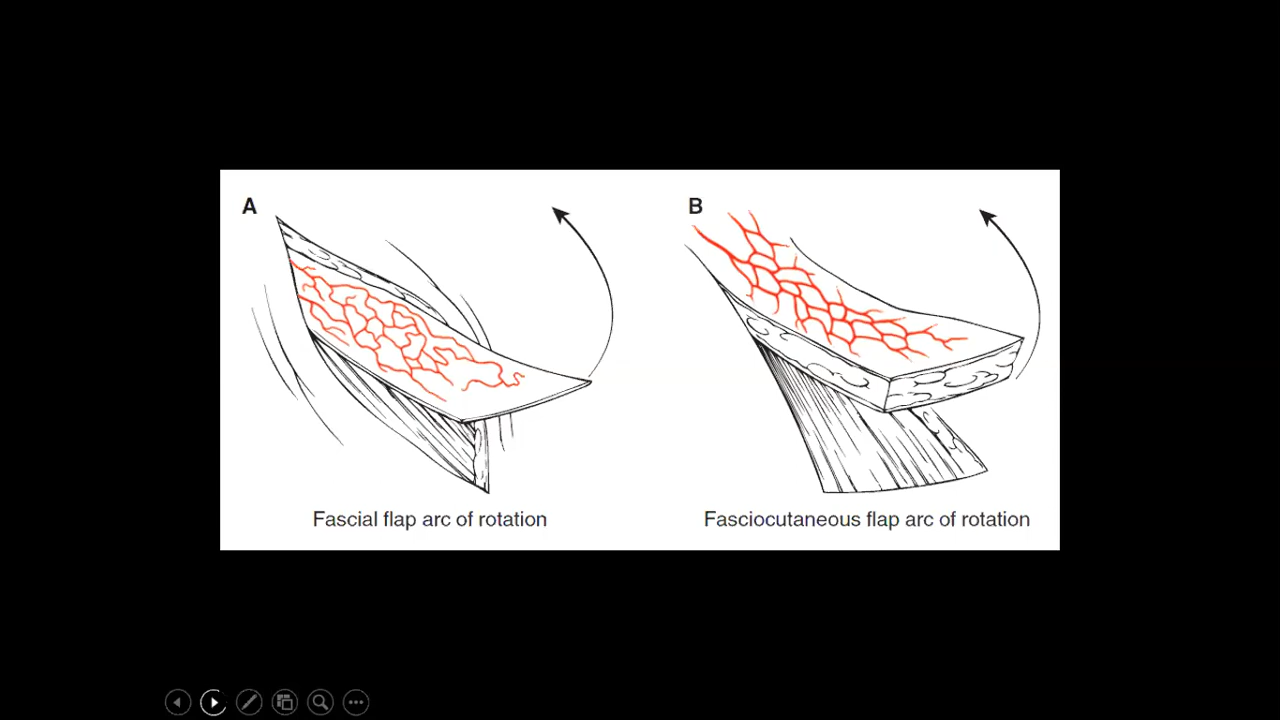 A
B
Fascial flap arc of rotation
Fasciocutaneous flap arc of rotation